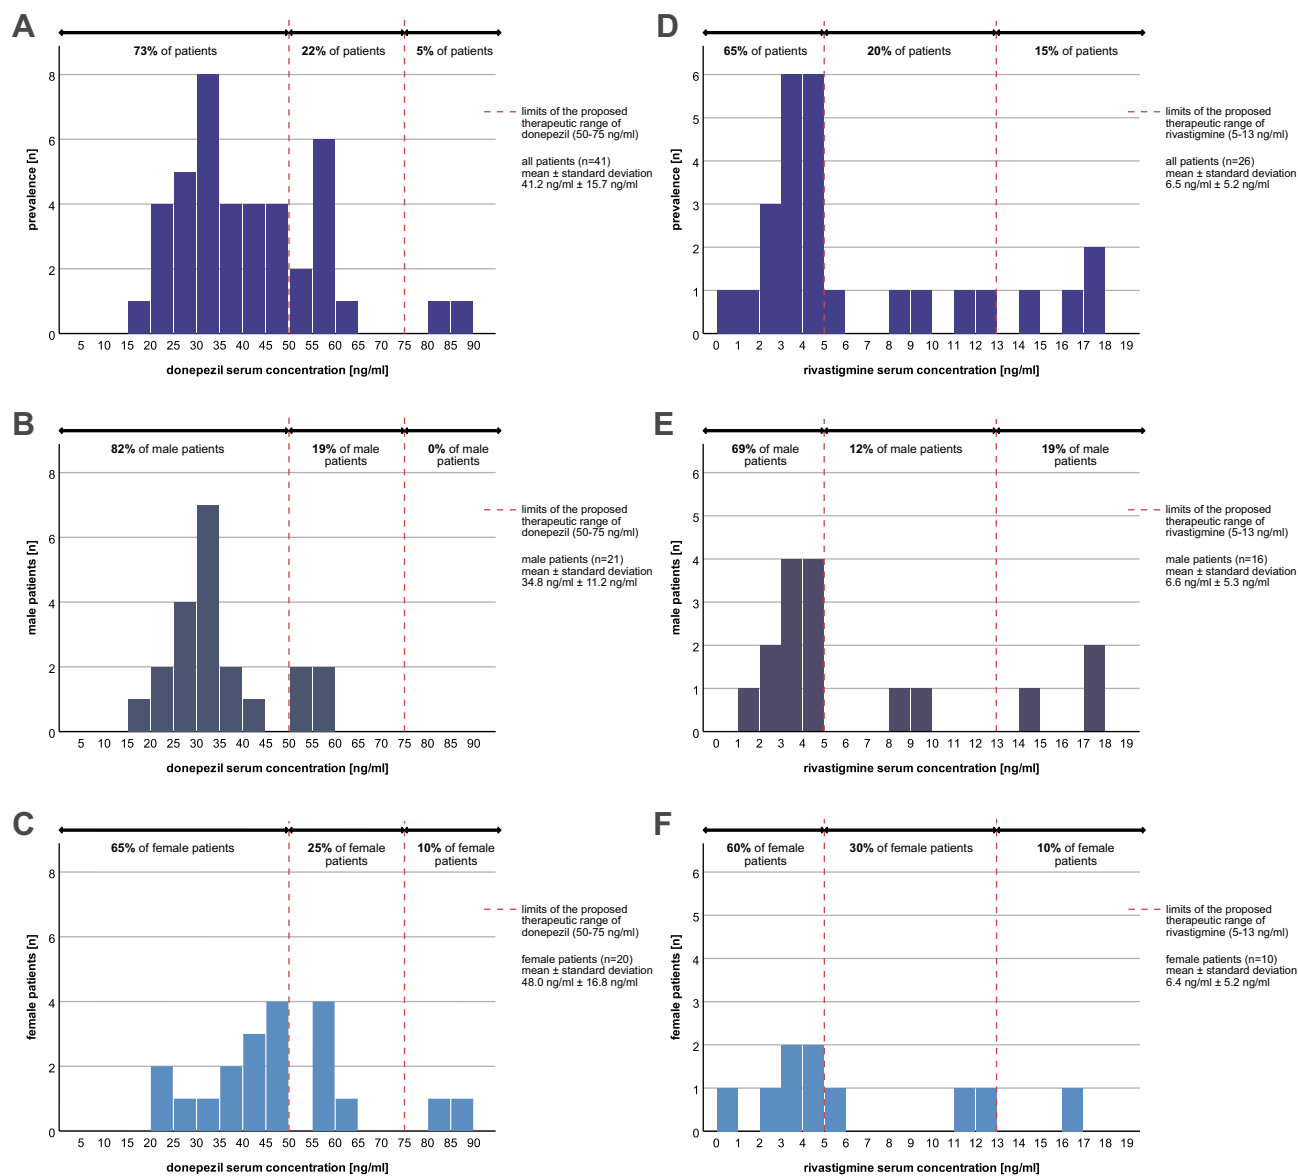 A
73% of patients
22% of patients
5% of patients
8
6
4
2
0
prevalence [n]
5 10 15 20 25 30 35 40 45 50 55 60 65 70 75 80 85 90
donepezil serum concentration [ng/ml]
limits of the proposed
therapeutic range of
donepezil (50-75 ng/ml)
all patients (n=41)
mean ± standard deviation
41.2 ng/ml ± 15.7 ng/ml
D
65% of patients
20% of patients
15% of patients
6
5
4
3
2
1
0
prevalence [n]
0 1 2 3 4 5 6 7 8 9 10 11 12 13 14 15 16 17 18 19
rivastigmine serum concentration [ng/ml]
limits of the proposed
therapeutic range of
rivastigmine (5-13 ng/ml)
all patients (n=26)
mean ± standard deviation
6.5 ng/ml ± 5.2 ng/ml
B
82% of male patients
19% of male
patients
0% of male
patients
8
6
4
2
0
male patients [n]
5 10 15 20 25 30 35 40 45 50 55 60 65 70 75 80 85 90
donepezil serum concentration [ng/ml]
limits of the proposed
therapeutic range of
donepezil (50-75 ng/ml)
male patients (n=21)
mean ± standard deviation
34.8 ng/ml ± 11.2 ng/ml
E
69% of male
patients
12% of male patients
19% of male
patients
6
5
4
3
2
1
0
male patients [n]
0 1 2 3 4 5 6 7 8 9 10 11 12 13 14 15 16 17 18 19
rivastigmine serum concentration [ng/ml]
limits of the proposed
therapeutic range of
rivastigmine (5-13 ng/ml)
male patients (n=16)
mean ± standard deviation
6.6 ng/ml ± 5.3 ng/ml
C
65% of female patients
25% of female
patients
10% of female
patients
8
6
4
2
0
female patients [n]
5 10 15 20 25 30 35 40 45 50 55 60 65 70 75 80 85 90
donepezil serum concentration [ng/ml]
limits of the proposed
therapeutic range of
donepezil (50-75 ng/ml)
female patients (n=20)
mean ± standard deviation
48.0 ng/ml ± 16.8 ng/ml
F
60% of female
patients
30% of female patients
10% of female
patients
6
5
4
3
2
1
0
female patients [n]
0 1 2 3 4 5 6 7 8 9 10 11 12 13 14 15 16 17 18 19
rivastigmine serum concentration [ng/ml]
limits of the proposed
therapeutic range of
rivastigmine (5-13 ng/ml)
female patients (n=10)
mean ± standard deviation
6.4 ng/ml ± 5.2 ng/ml